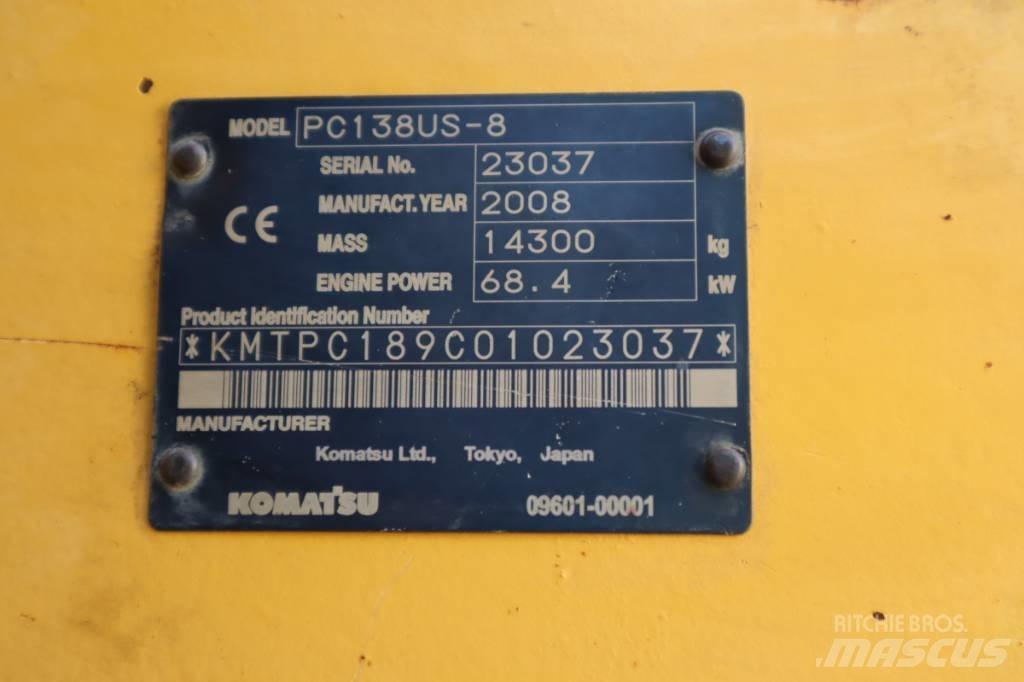 MODEL PC138US-8
SERIAL No. 23037
MANUFACT. YEAR 2008
CE
MASS 14300 kg
ENGINE POWER 68.4 kW
Product Identification Number
*KMTPC189C01023037*
MANUFACTURER
Komatsu Ltd., Tokyo, Japan
KOMATSU 09601-00001
RITCHIE BROS.
MASCUS